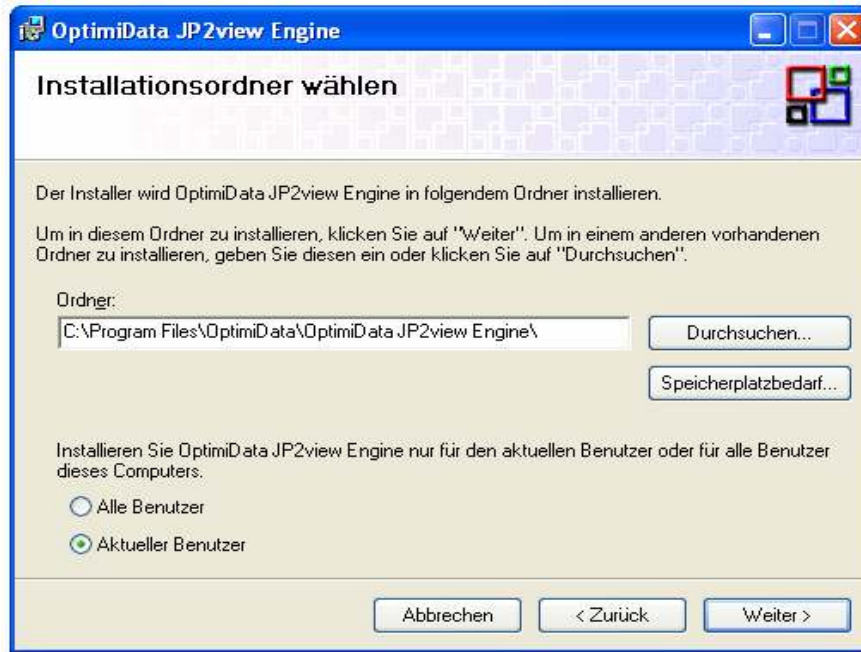 OptimiData JP2view Engine
Installationsordner wählen
Der Installer wird OptimiData JP2view Engine in folgendem Ordner installieren.
Um in diesem Ordner zu installieren, klicken Sie auf "Weiter". Um in einem anderen vorhandenen
Ordner zu installieren, geben Sie diesen ein oder klicken Sie auf "Durchsuchen".
Ordner:
C:\Program Files\OptimiData\OptimiData JP2view Engine\
Durchsuchen...
Speicherplatzbedarf...
Installieren Sie OptimiData JP2view Engine nur für den aktuellen Benutzer oder für alle Benutzer
dieses Computers.
Alle Benutzer
Aktueller Benutzer
Abbrechen
< Zurück
Weiter >